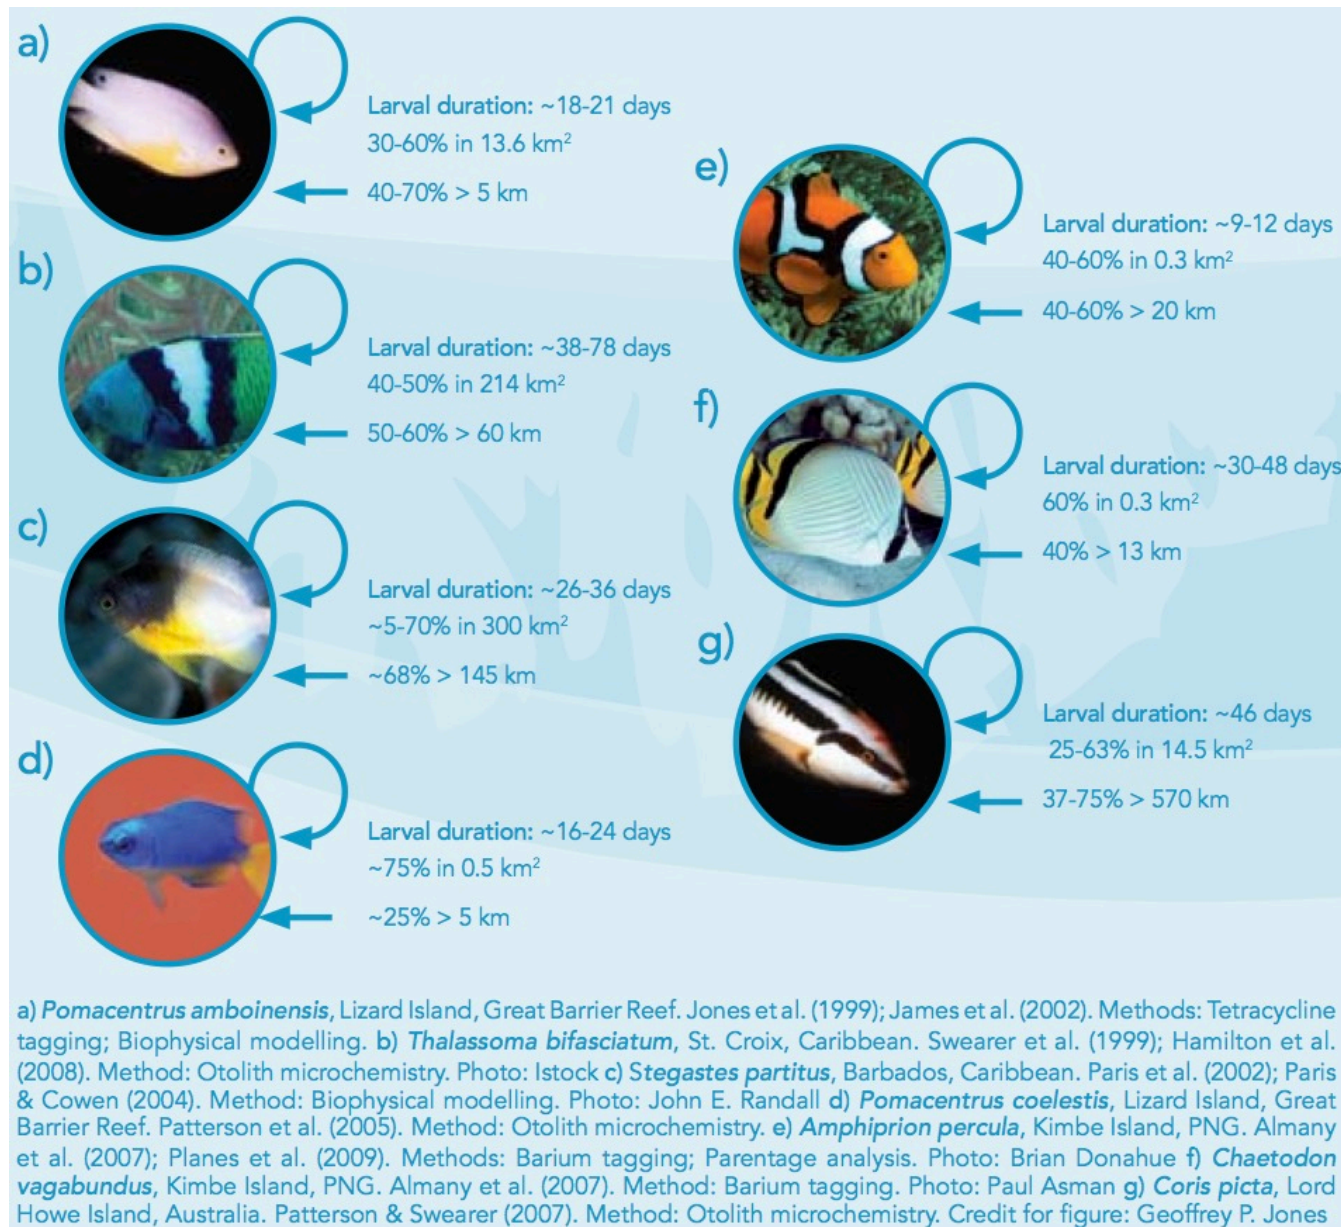 a)
Larval duration: ~18-21 days
30-60% in 13.6 km²
40-70% > 5 km
b)
Larval duration: ~38-78 days
40-50% in 214 km²
50-60% > 60 km
c)
Larval duration: ~26-36 days
~5-70% in 300 km²
~68% > 145 km
d)
Larval duration: ~16-24 days
~75% in 0.5 km²
~25% > 5 km
e)
Larval duration: ~9-12 days
40-60% in 0.3 km²
40-60% > 20 km
f)
Larval duration: ~30-48 days
60% in 0.3 km²
40% > 13 km
g)
Larval duration: ~46 days
25-63% in 14.5 km²
37-75% > 570 km
a) Pomacentrus amboinensis, Lizard Island, Great Barrier Reef. Jones et al. (1999); James et al. (2002). Methods: Tetracycline
tagging; Biophysical modelling. b) Thalassoma bifasciatum, St. Croix, Caribbean. Swearer et al. (1999); Hamilton et al.
(2008). Method: Otolith microchemistry. Photo: Istock c) Stegastes partitus, Barbados, Caribbean. Paris et al. (2002); Paris
& Cowen (2004). Method: Biophysical modelling. Photo: John E. Randall d) Pomacentrus coelestis, Lizard Island, Great
Barrier Reef. Patterson et al. (2005). Method: Otolith microchemistry. e) Amphiprion percula, Kimbe Island, PNG. Almany
et al. (2007); Planes et al. (2009). Methods: Barium tagging; Parentage analysis. Photo: Brian Donahue f) Chaetodon
vagabundus, Kimbe Island, PNG. Almany et al. (2007). Method: Barium tagging. Photo: Paul Asman g) Coris picta, Lord
Howe Island, Australia. Patterson & Swearer (2007). Method: Otolith microchemistry. Credit for figure: Geoffrey P. Jones